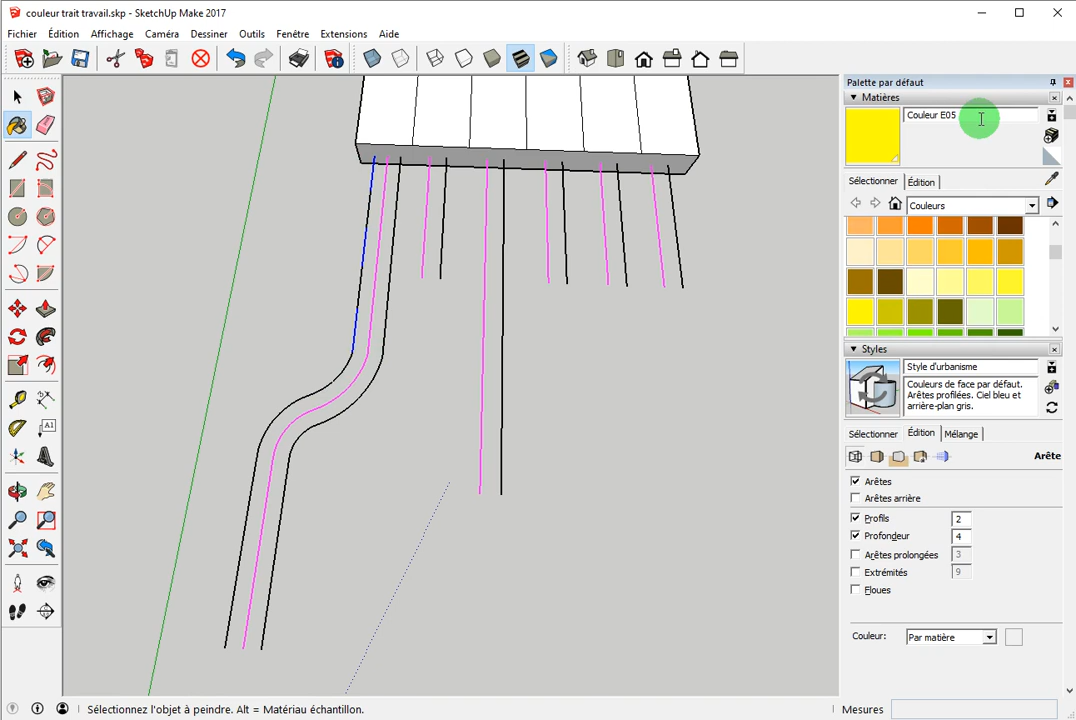 couleur trait travail.skp - SketchUp Make 2017
Fichier Édition Affichage Caméra Dessiner Outils Fenêtre Extensions Aide
Palette par défaut
Matières
Couleur E05
Sélectionner Édition
Couleurs
Styles
Style d'urbanisme
Couleurs de face par défaut.
Arêtes profilées. Ciel bleu et
arrière-plan gris.
Sélectionner Édition Mélange
Arête
Arêtes
Arêtes arrière
Profils 2
Profondeur 4
Arêtes prolongées 3
Extrémités 9
Floues
Couleur: Par matière
A1
Sélectionnez l'objet à peindre. Alt = Matériau échantillon.
Mesures